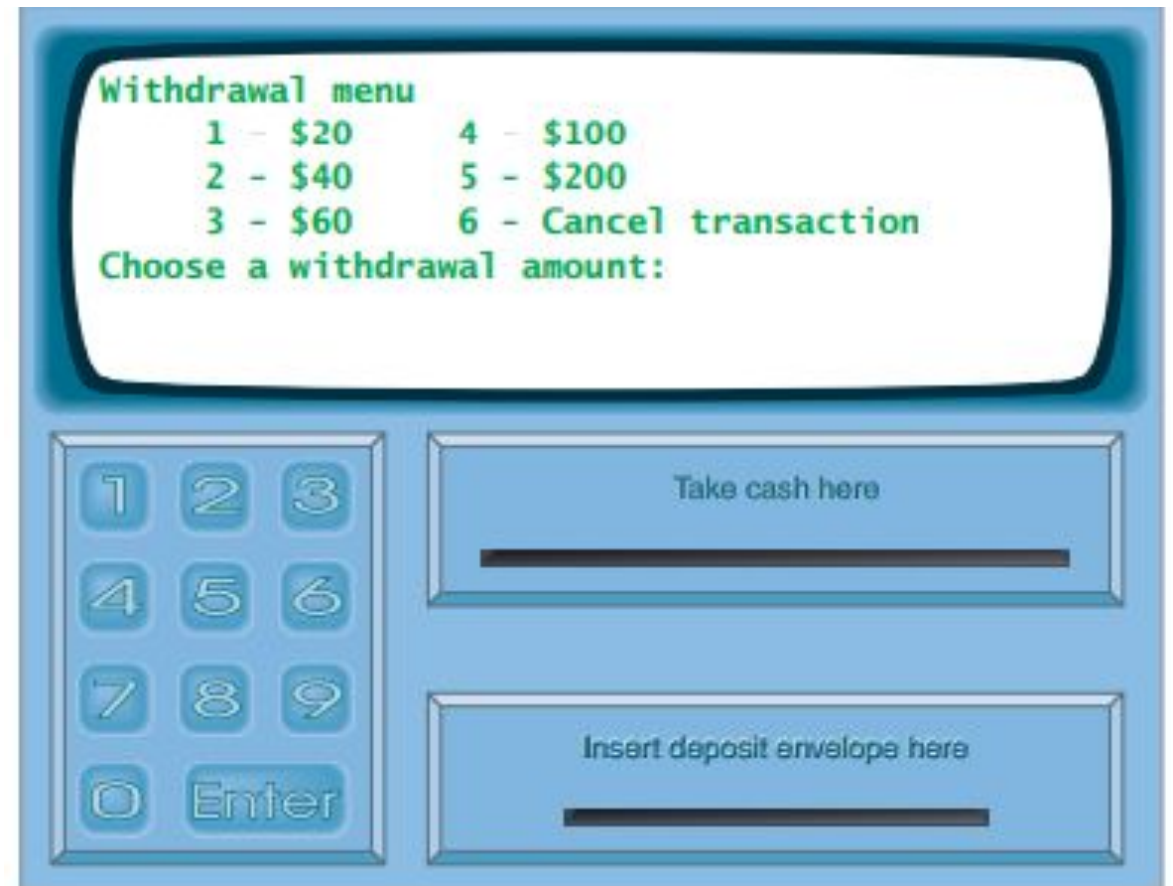 Withdrawal menu
1 - $20 4 - $100
2 - $40 5 - $200
3 - $60 6 - Cancel transaction
Choose a withdrawal amount:
1 2 3
4 5 6
7 8 9
0 Enter
Take cash here
Insert deposit envelope here